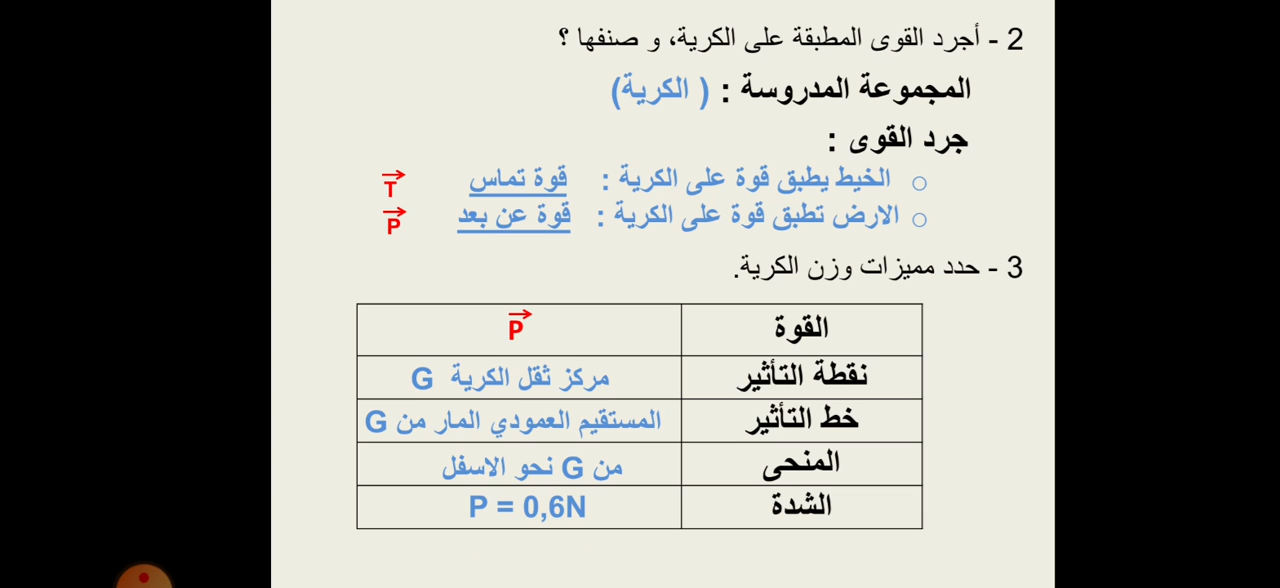 2 - أجرد القوى المطبقة على الكرية، و صنفها ؟
المجموعة المدروسة : ( الكرية)
جرد القوى :
○ الخيط يطبق قوة على الكرية : قوة تماس T⃗
○ الارض تطبق قوة على الكرية : قوة عن بعد P⃗
3 - حدد مميزات وزن الكرية.
القوة P⃗
نقطة التأثير مركز ثقل الكرية G
خط التأثير المستقيم العمودي المار من G
المنحى من G نحو الاسفل
الشدة P = 0,6N